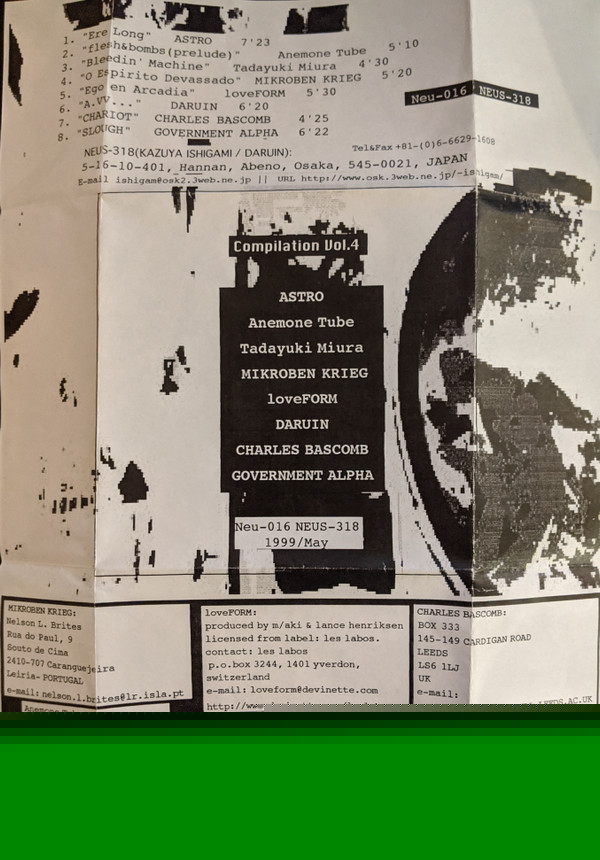 1. "Ere Long" ASTRO 7'23
2. "flesh&bombs(prelude)" Anemone Tube 5'10
3. "Bleedin' Machine" Tadayuki Miura 4'30
4. "O Espirito Devassado" MIKROBEN KRIEG 5'20
5. "Ego en Arcadia" loveFORM 5'30
6. "A.VV..." DARUIN 6'20
7. "CHARIOT" CHARLES BASCOMB 4'25
8. "SLOUGH" GOVERNMENT ALPHA 6'22
Neu-016 NEUS-318
NEUS-318(KAZUYA ISHIGAMI / DARUIN): Tel&Fax +81-(0)6-6629-1608
5-16-10-401, Hannan, Abeno, Osaka, 545-0021, JAPAN
E-mail ishigam@osk2.3web.ne.jp || URL http://www.osk.3web.ne.jp/~ishigam/
Compilation Vol.4
ASTRO
Anemone Tube
Tadayuki Miura
MIKROBEN KRIEG
loveFORM
DARUIN
CHARLES BASCOMB
GOVERNMENT ALPHA
Neu-016 NEUS-318
1999/May
MIKROBEN KRIEG:
Nelson L. Brites
Rua do Paul, 9
Souto de Cima
2410-707 Caranguejeira
Leiria- PORTUGAL
e-mail: nelson.l.brites@lr.isla.pt
Anemone
loveFORM:
produced by m/aki & lance henriksen
licensed from label: les labos.
contact: les labos
p.o.box 3244, 1401 yverdon,
switzerland
e-mail: loveform@devinette.com
http://www
CHARLES BASCOMB:
BOX 333
145-149 CARDIGAN ROAD
LEEDS
LS6 1LJ
UK
e-mail:
LEEDS.AC.UK